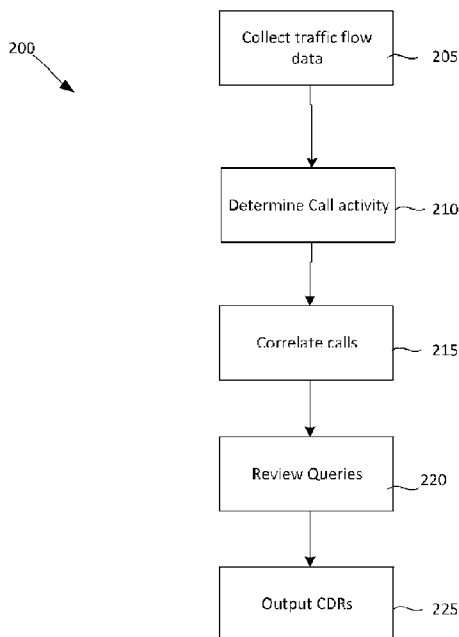 200
Collect traffic flow
data
205
Determine Call activity
210
Correlate calls
215
Review Queries
220
Output CDRs
225